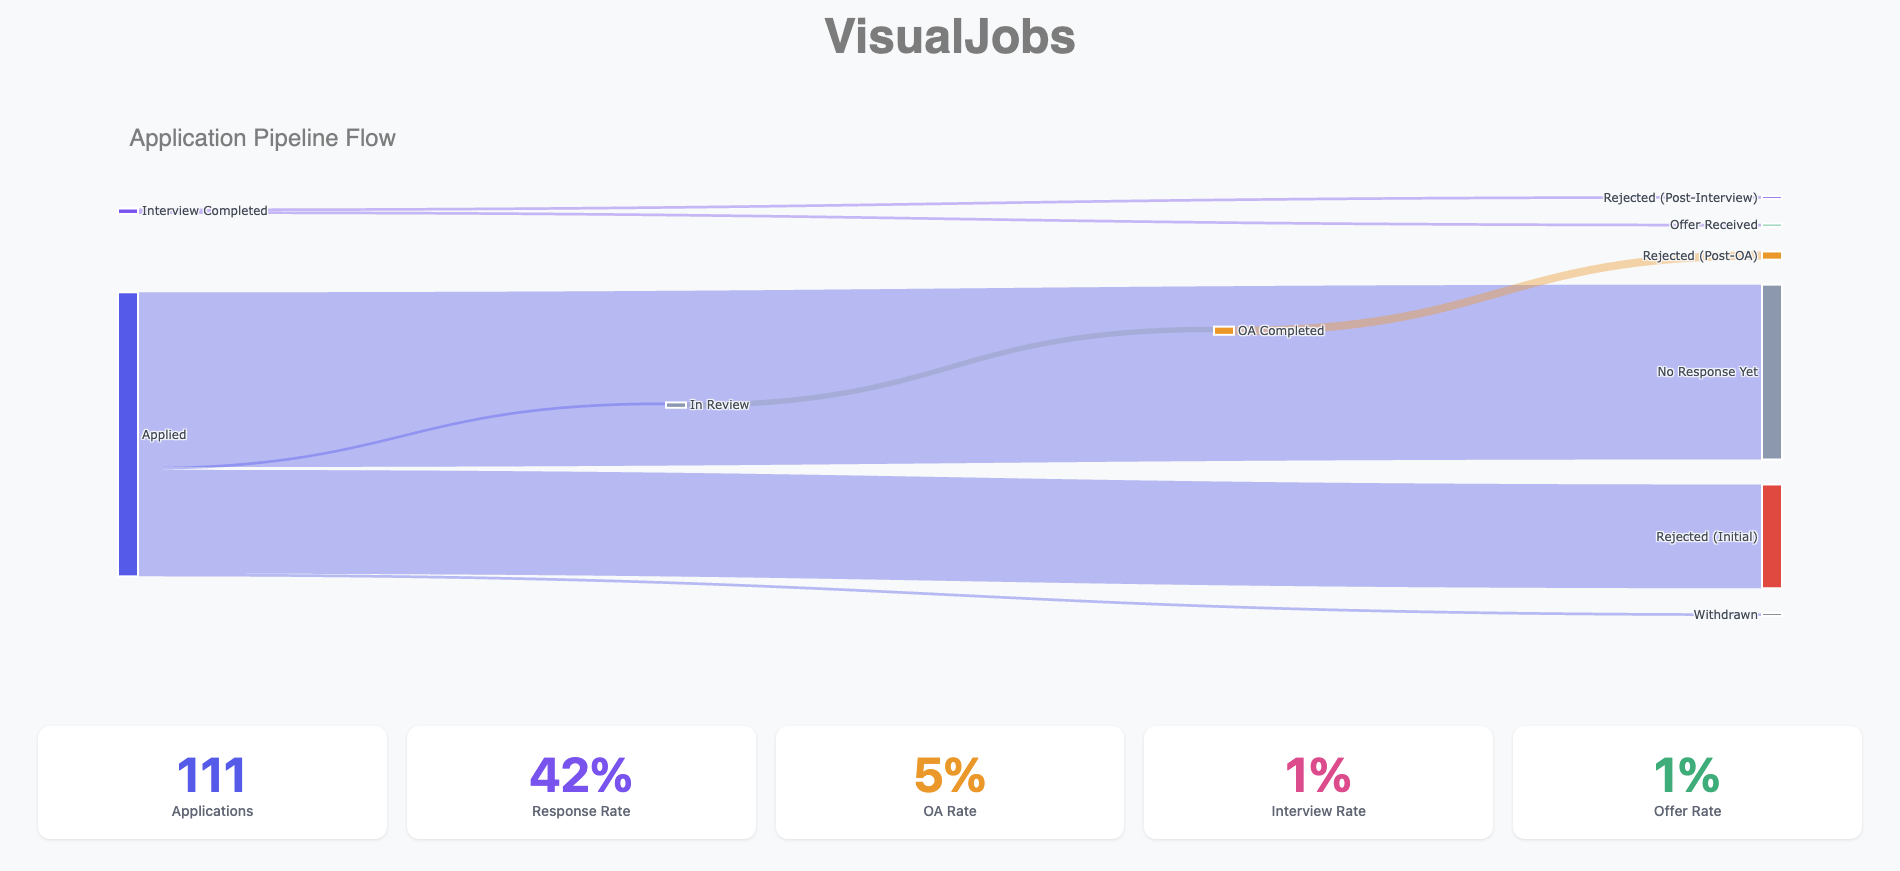 VisualJobs
Application Pipeline Flow
Interview Completed
Rejected (Post-Interview)
Offer Received
Rejected (Post-OA)
OA Completed
No Response Yet
In Review
Applied
Rejected (Initial)
Withdrawn
111
Applications
42%
Response Rate
5%
OA Rate
1%
Interview Rate
1%
Offer Rate